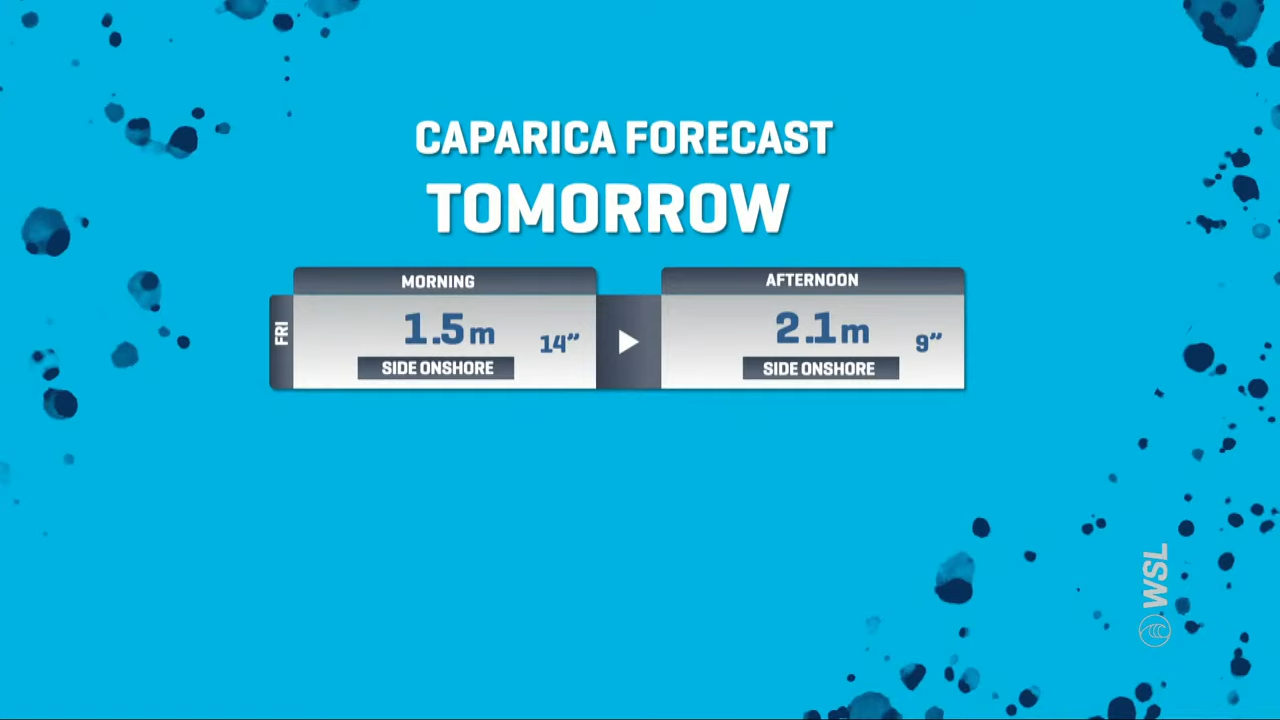 CAPARICA FORECAST
TOMORROW
MORNING
AFTERNOON
FRI
1.5m
14”
SIDE ONSHORE
2.1m
9”
SIDE ONSHORE
WSL